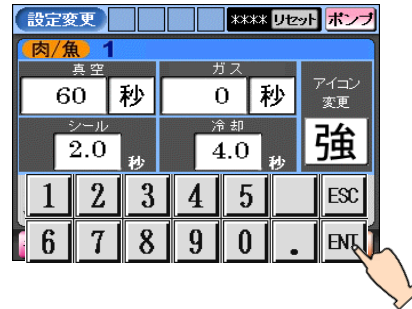 設定変更 **** リセット ポンプ
肉/魚 1
真空 ガス アイコン
変更
60 秒 0 秒
シール 冷却 強
2.0 秒 4.0 秒
1 2 3 4 5 ESC
6 7 8 9 0 . ENT